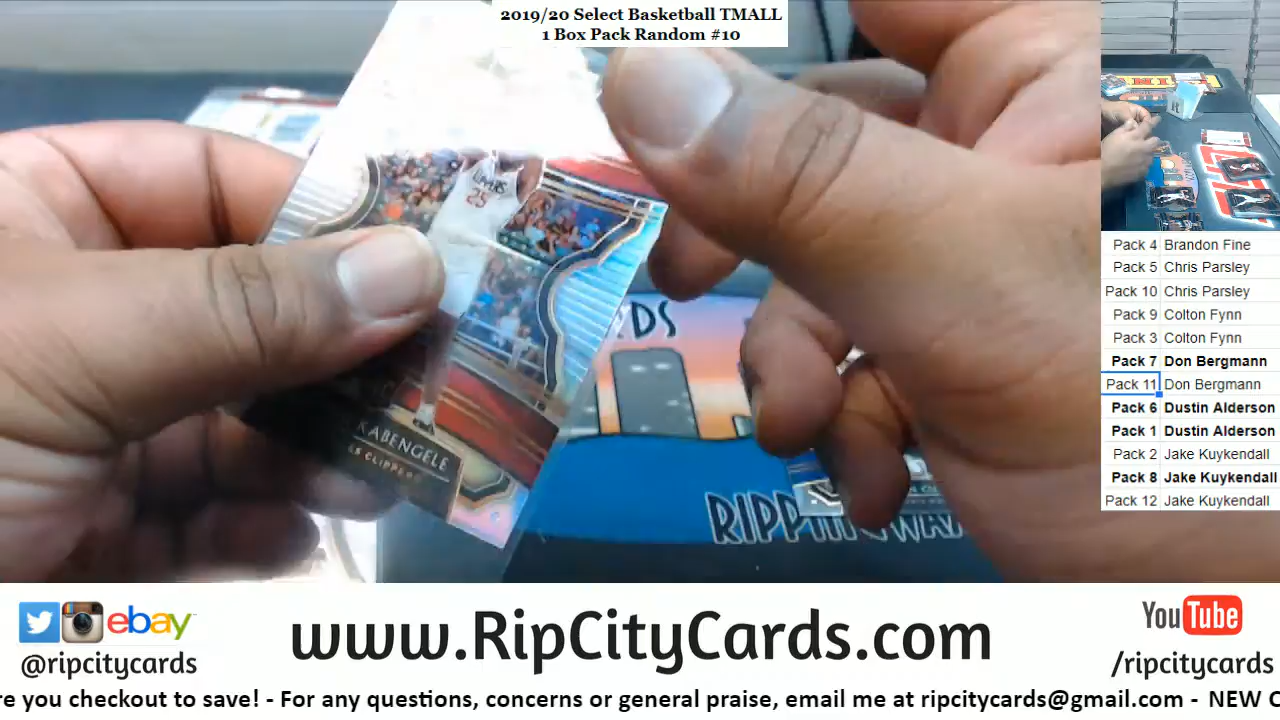 2019/20 Select Basketball TMALL
1 Box Pack Random #10
CLIPPERS
25
KABENGELE
CLIPPER
RIPPIN WAX
Pack 4 Brandon Fine
Pack 5 Chris Parsley
Pack 10 Chris Parsley
Pack 9 Colton Fynn
Pack 3 Colton Fynn
Pack 7 Don Bergmann
Pack 11 Don Bergmann
Pack 6 Dustin Alderson
Pack 1 Dustin Alderson
Pack 2 Jake Kuykendall
Pack 8 Jake Kuykendall
Pack 12 Jake Kuykendall
ebay
@ripcitycards
www.RipCityCards.com
YouTube
/ripcitycards
re you checkout to save! - For any questions, concerns or general praise, email me at ripcitycards@gmail.com - NEW C